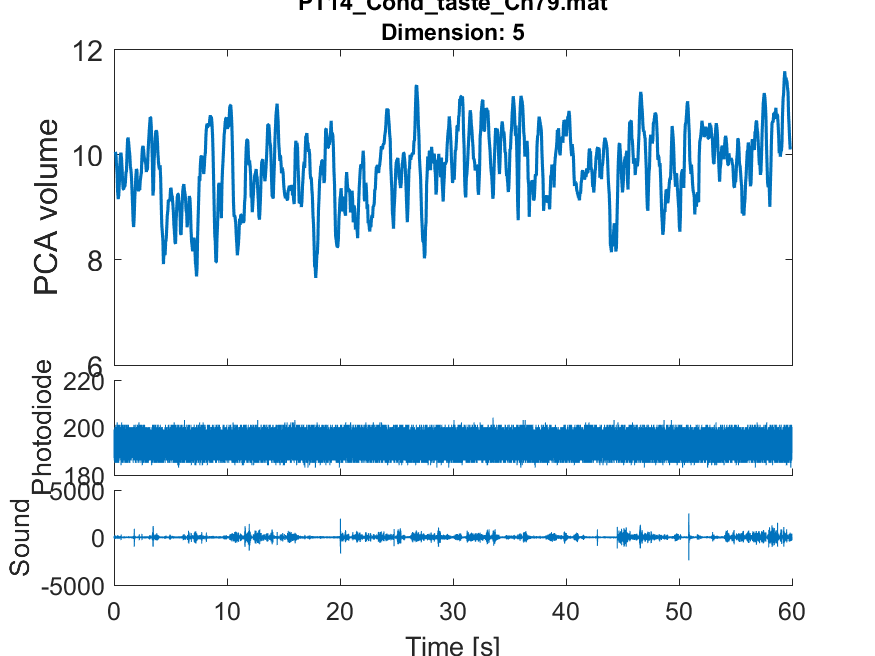 PT14_Cond_taste_Ch79.mat
Dimension: 5
12
10
8
6
PCA volume
220
200
180
Photodiode
5000
0
-5000
Sound
0 10 20 30 40 50 60
Time [s]